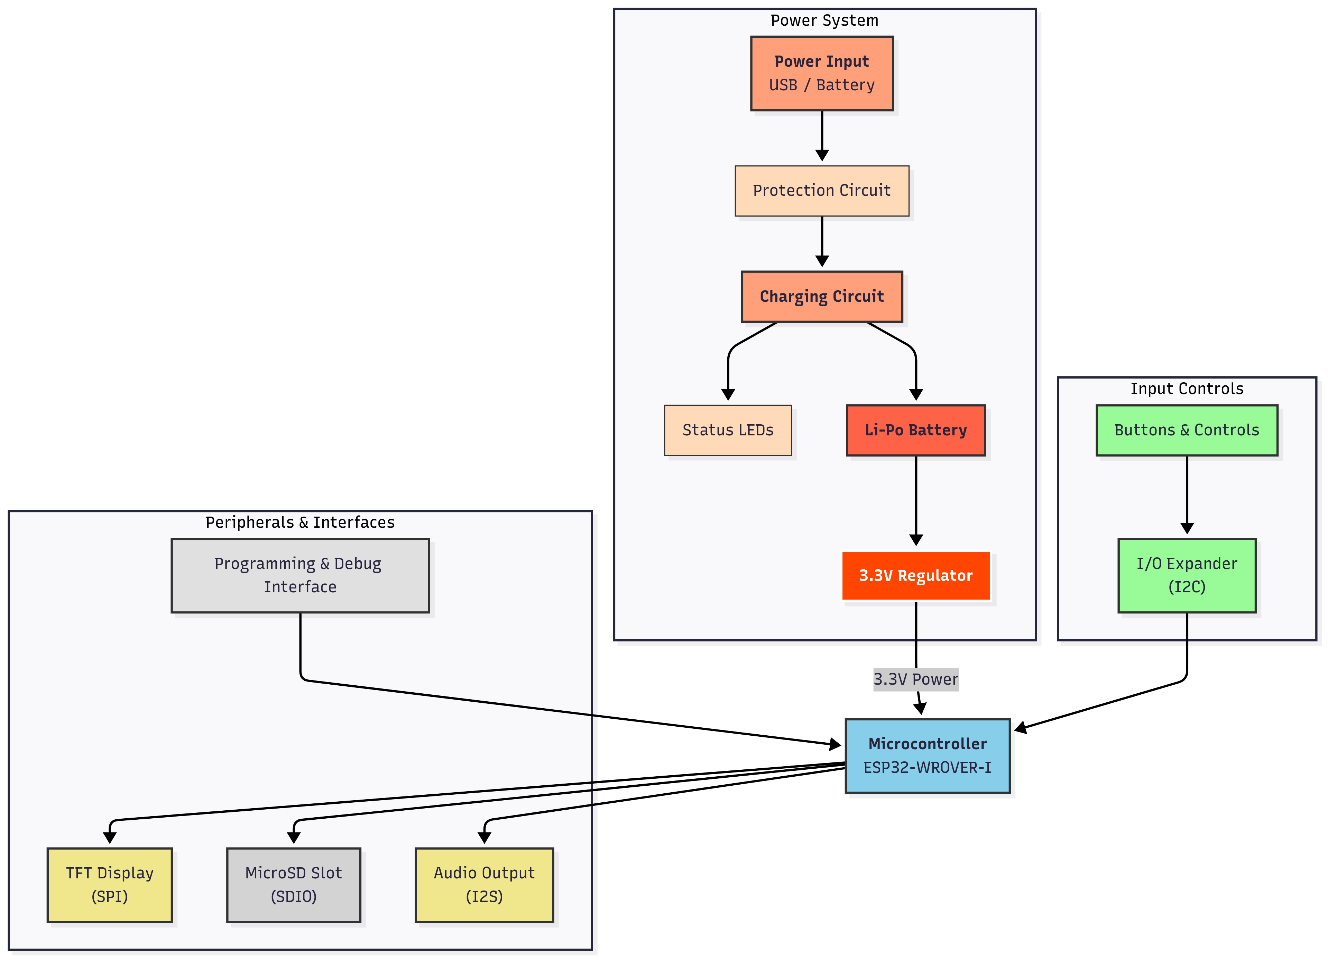 Power System
Power Input
USB / Battery
Protection Circuit
Charging Circuit
Status LEDs
Li-Po Battery
3.3V Regulator
Input Controls
Buttons & Controls
I/O Expander
(I2C)
3.3V Power
Peripherals & Interfaces
Programming & Debug
Interface
Microcontroller
ESP32-WROVER-I
TFT Display
(SPI)
MicroSD Slot
(SDIO)
Audio Output
(I2S)